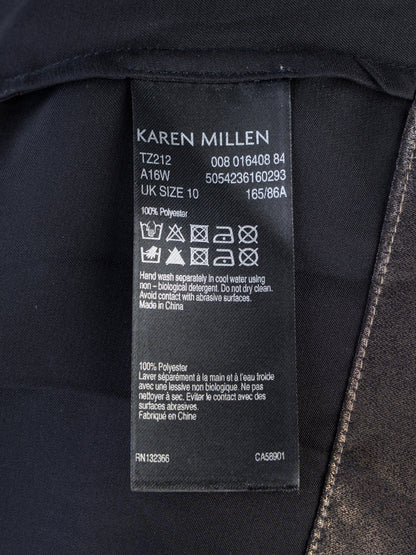 KAREN MILLEN
TZ212 008 016408 84
A16W 5054236160293
UK SIZE 10 165/86A
100% Polyester
Hand wash separately in cool water using
non – biological detergent. Do not dry clean.
Avoid contact with abrasive surfaces.
Made in China
100% Polyester
Laver séparément à la main et à l'eau froide
avec une lessive non biologique. Ne pas
nettoyer à sec. Eviter le contact avec des
surfaces abrasives.
Fabriqué en Chine
RN132366 CA58901